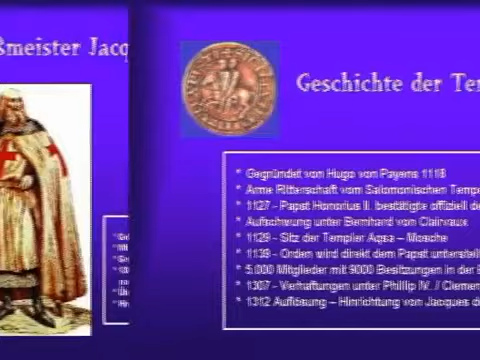 ßmeister Jacq
Geschichte der Te
* Gegründet von Hugo von Payens 1118
* Arme Ritterschaft vom Salomonischen Tempe
* 1127 - Papst Honorius II. bestätigte offiziell de
* Aufschwung unter Bernhard von Clairvaux
* 1129 - Sitz der Templer Aqsa – Mosche
* 1139 - Orden wird direkt dem Papst unterstell
* 5.000 Mitglieder mit 9000 Besitzungen in der E
* 1307 - Verhaftungen unter Phillip IV. / Clemen
* 1312 Auflösung – Hinrichtung von Jacques d